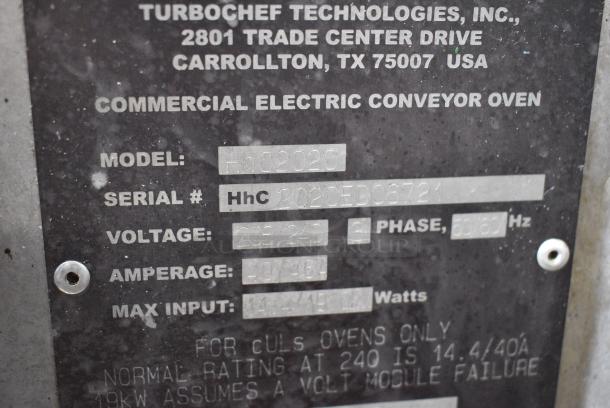 TURBOCHEF TECHNOLOGIES, INC.,
2801 TRADE CENTER DRIVE
CARROLLTON, TX 75007 USA
COMMERCIAL ELECTRIC CONVEYOR OVEN
MODEL:
SERIAL # HhC
VOLTAGE: PHASE, Hz
AMPERAGE:
MAX INPUT: Watts
FOR cULs OVENS ONLY
NORMAL RATING AT 240 IS 14.4/40A
19kW ASSUMES A VOLT MODULE FAILURE